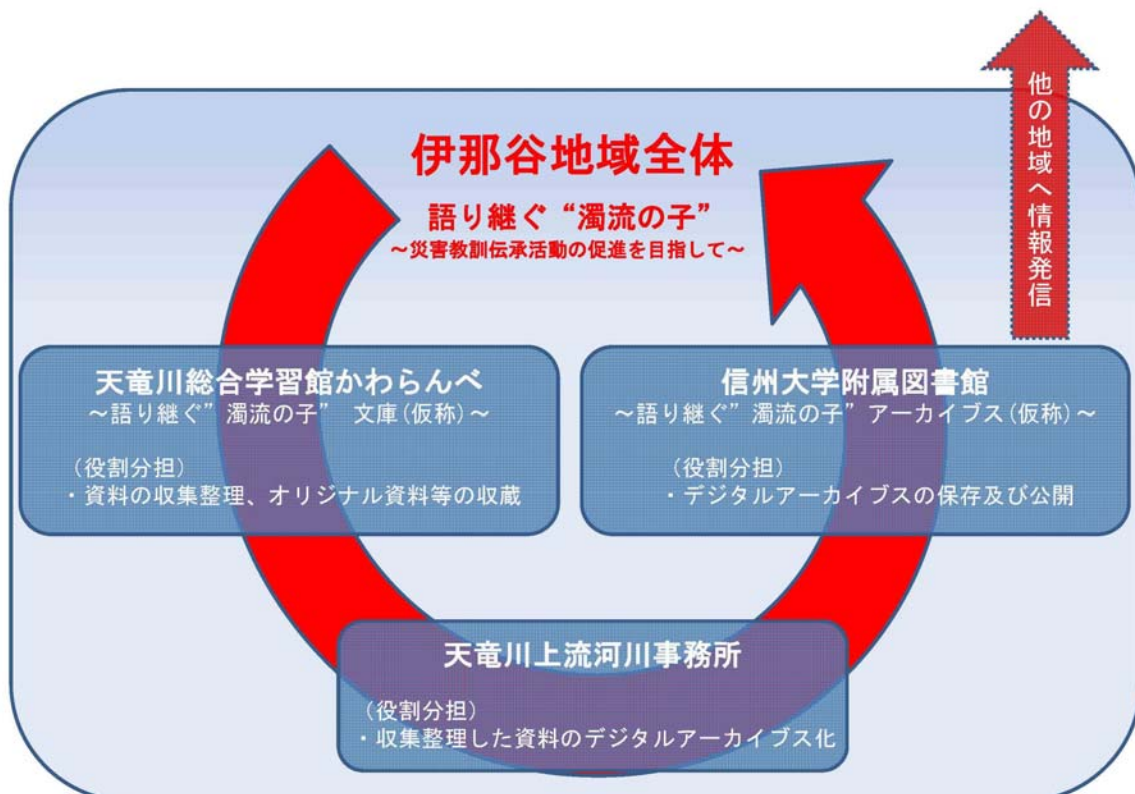 伊那谷地域全体
語り継ぐ“濁流の子”
～災害教訓伝承活動の促進を目指して～
他の地域へ情報発信
天竜川総合学習館かわらんべ
～語り継ぐ”濁流の子” 文庫(仮称)～
（役割分担）
・資料の収集整理、オリジナル資料等の収蔵
信州大学附属図書館
～語り継ぐ”濁流の子”アーカイブス(仮称)～
（役割分担）
・デジタルアーカイブスの保存及び公開
天竜川上流河川事務所
（役割分担）
・収集整理した資料のデジタルアーカイブス化